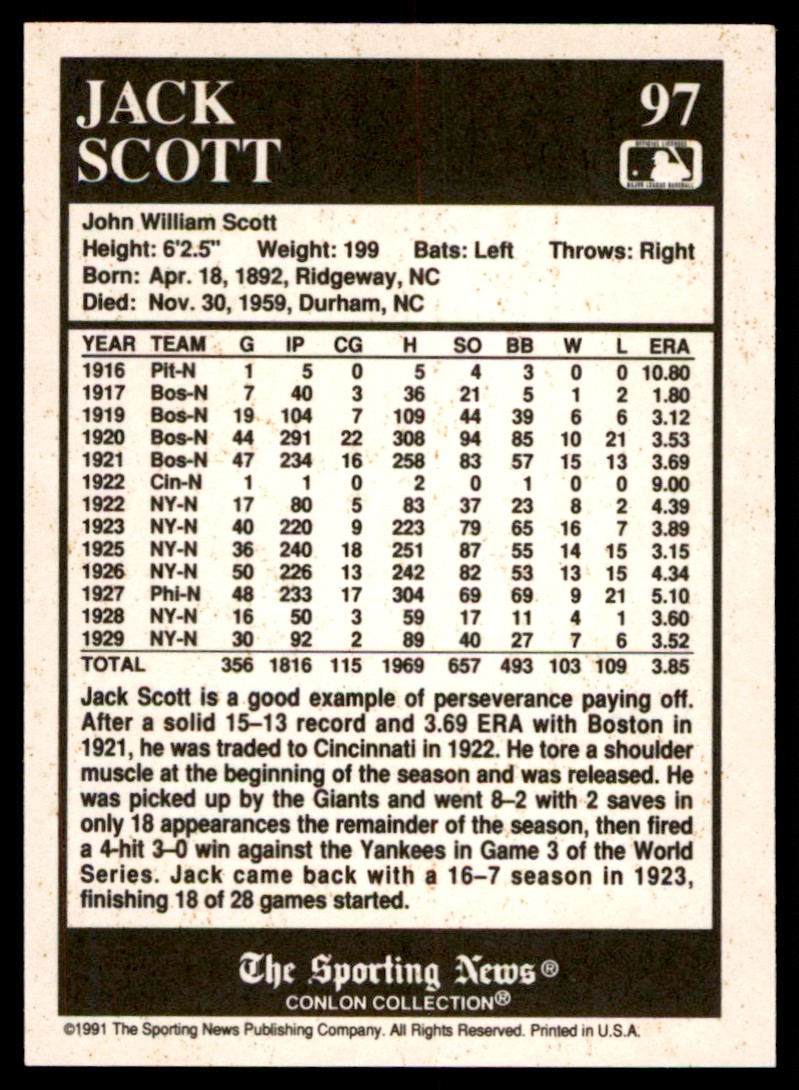 JACK
SCOTT
97
OFFICIAL LICENSEE
MAJOR LEAGUE BASEBALL
John William Scott
Height: 6'2.5" Weight: 199 Bats: Left Throws: Right
Born: Apr. 18, 1892, Ridgeway, NC
Died: Nov. 30, 1959, Durham, NC
YEAR TEAM G IP CG H SO BB W L ERA
1916 Pit-N 1 5 0 5 4 3 0 0 10.80
1917 Bos-N 7 40 3 36 21 5 1 2 1.80
1919 Bos-N 19 104 7 109 44 39 6 6 3.12
1920 Bos-N 44 291 22 308 94 85 10 21 3.53
1921 Bos-N 47 234 16 258 83 57 15 13 3.69
1922 Cin-N 1 1 0 2 0 1 0 0 9.00
1922 NY-N 17 80 5 83 37 23 8 2 4.39
1923 NY-N 40 220 9 223 79 65 16 7 3.89
1925 NY-N 36 240 18 251 87 55 14 15 3.15
1926 NY-N 50 226 13 242 82 53 13 15 4.34
1927 Phi-N 48 233 17 304 69 69 9 21 5.10
1928 NY-N 16 50 3 59 17 11 4 1 3.60
1929 NY-N 30 92 2 89 40 27 7 6 3.52
TOTAL 356 1816 115 1969 657 493 103 109 3.85
Jack Scott is a good example of perseverance paying off.
After a solid 15–13 record and 3.69 ERA with Boston in
1921, he was traded to Cincinnati in 1922. He tore a shoulder
muscle at the beginning of the season and was released. He
was picked up by the Giants and went 8–2 with 2 saves in
only 18 appearances the remainder of the season, then fired
a 4-hit 3–0 win against the Yankees in Game 3 of the World
Series. Jack came back with a 16–7 season in 1923,
finishing 18 of 28 games started.
The Sporting News®
CONLON COLLECTION®
©1991 The Sporting News Publishing Company. All Rights Reserved. Printed in U.S.A.